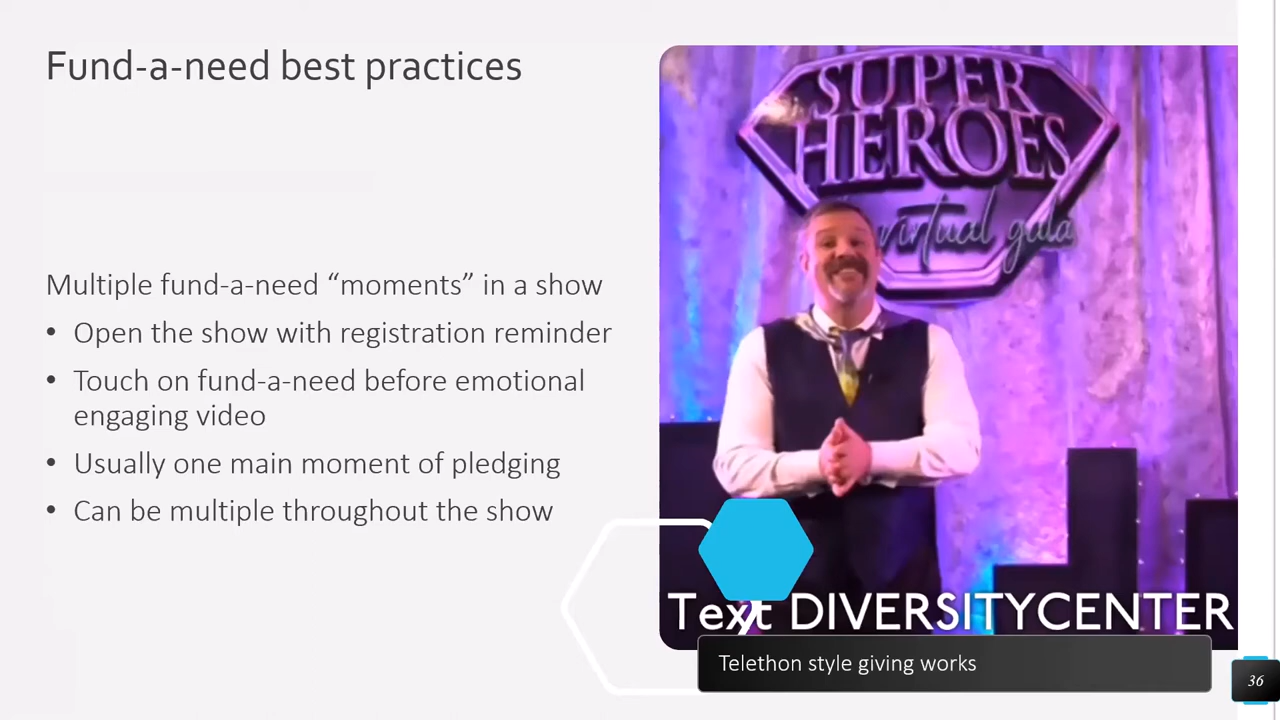 Fund-a-need best practices
Multiple fund-a-need “moments” in a show
• Open the show with registration reminder
• Touch on fund-a-need before emotional
engaging video
• Usually one main moment of pledging
• Can be multiple throughout the show
SUPER
HEROES
virtual gala
Text DIVERSITYCENTER
Telethon style giving works
36